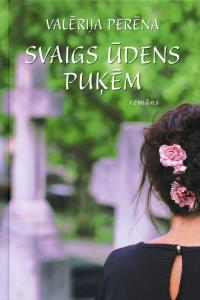 VALĒRIJA PERĒNA
SVAIGS ŪDENS
PUĶĒM
romāns